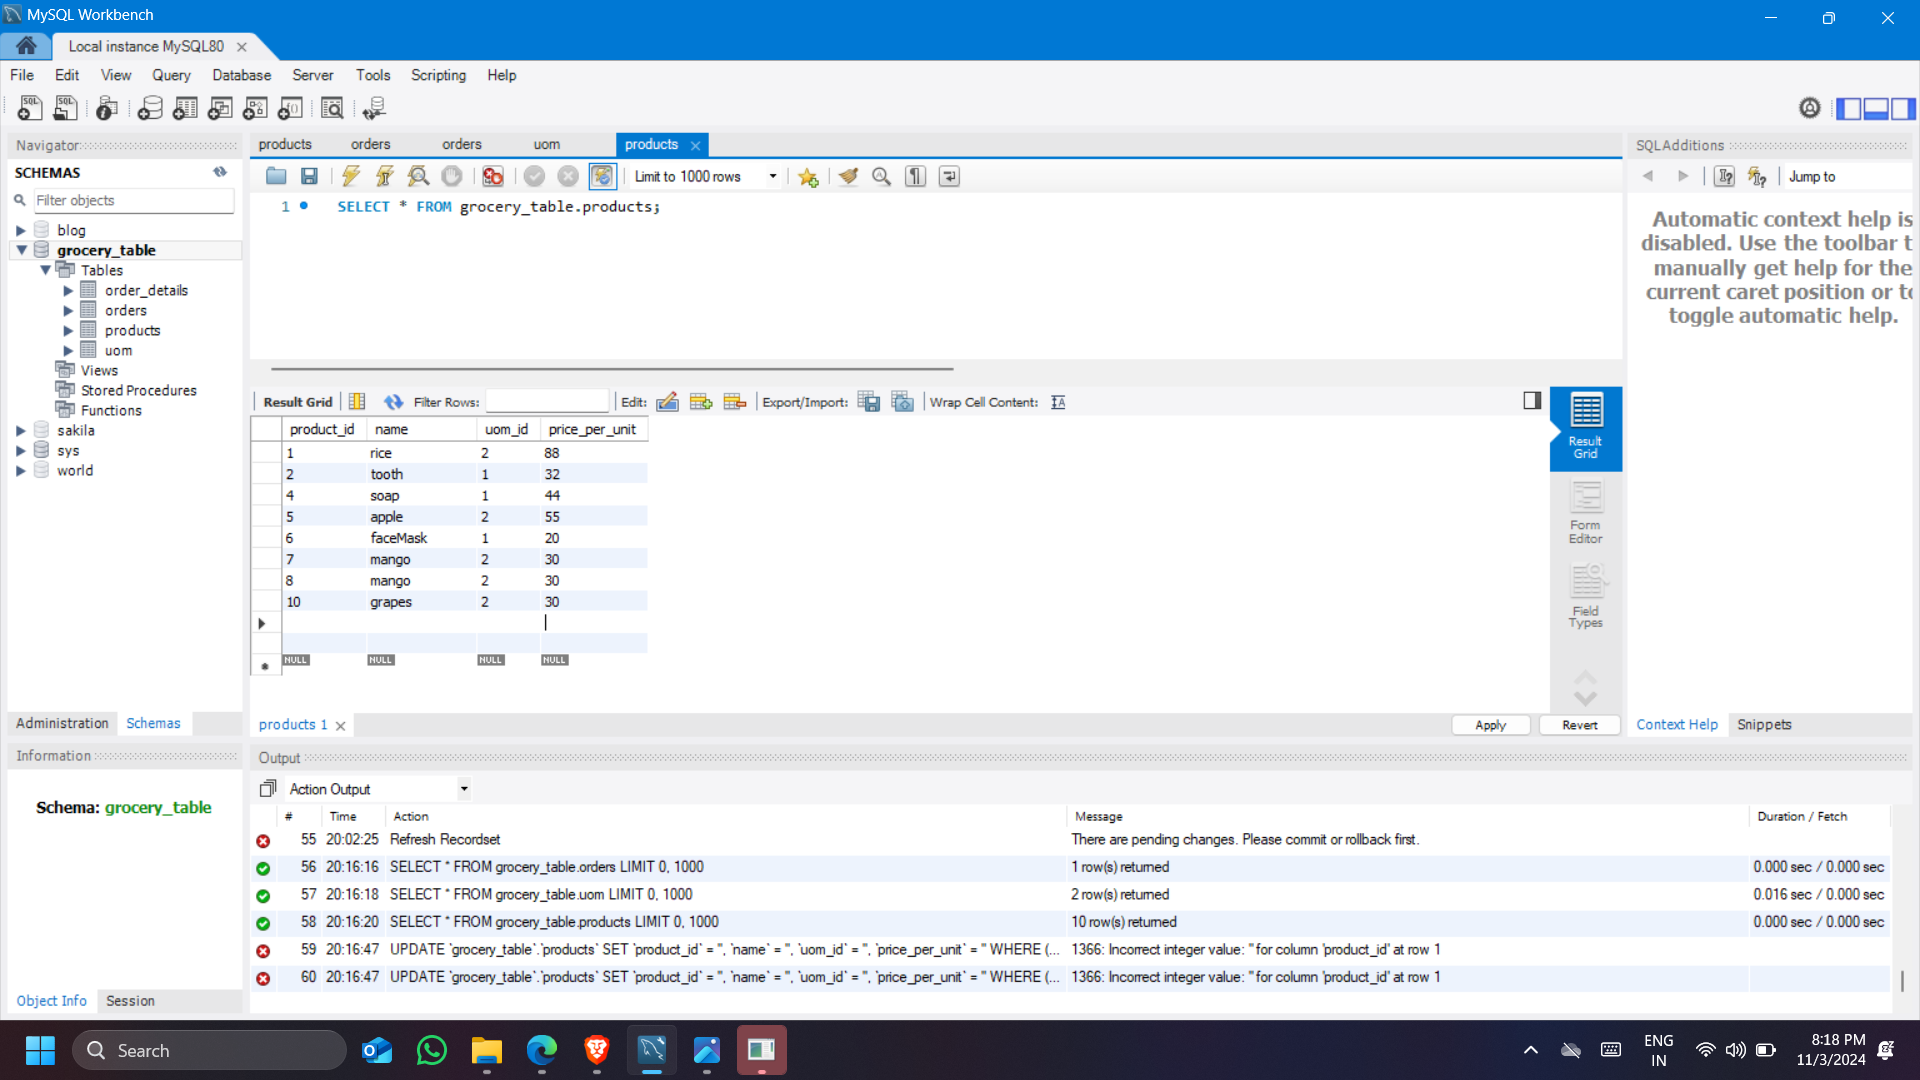 MySQL Workbench
Local instance MySQL80
File Edit View Query Database Server Tools Scripting Help
Navigator
SCHEMAS
Filter objects
blog
grocery_table
Tables
order_details
orders
products
uom
Views
Stored Procedures
Functions
sakila
sys
world
Administration Schemas
Information
Schema: grocery_table
Object Info Session
products orders orders uom products
Limit to 1000 rows
1 SELECT * FROM grocery_table.products;
Result Grid Filter Rows: Edit: Export/Import: Wrap Cell Content:
product_id name uom_id price_per_unit
1 rice 2 88
2 tooth 1 32
4 soap 1 44
5 apple 2 55
6 faceMask 1 20
7 mango 2 30
8 mango 2 30
10 grapes 2 30
NULL NULL NULL NULL
Result
Grid
Form
Editor
Field
Types
products 1 Apply Revert
SQLAdditions
Jump to
Automatic context help is
disabled. Use the toolbar t
manually get help for the
current caret position or to
toggle automatic help.
Context Help Snippets
Output
Action Output
# Time Action Message Duration / Fetch
55 20:02:25 Refresh Recordset There are pending changes. Please commit or rollback first.
56 20:16:16 SELECT * FROM grocery_table.orders LIMIT 0, 1000 1 row(s) returned 0.000 sec / 0.000 sec
57 20:16:18 SELECT * FROM grocery_table.uom LIMIT 0, 1000 2 row(s) returned 0.016 sec / 0.000 sec
58 20:16:20 SELECT * FROM grocery_table.products LIMIT 0, 1000 10 row(s) returned 0.000 sec / 0.000 sec
59 20:16:47 UPDATE `grocery_table`.`products` SET `product_id` = '', `name` = '', `uom_id` = '', `price_per_unit` = '' WHERE (... 1366: Incorrect integer value: '' for column 'product_id' at row 1
60 20:16:47 UPDATE `grocery_table`.`products` SET `product_id` = '', `name` = '', `uom_id` = '', `price_per_unit` = '' WHERE (... 1366: Incorrect integer value: '' for column 'product_id' at row 1
Search
ENG
IN
8:18 PM
11/3/2024